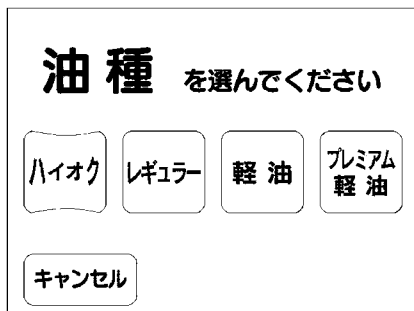 油種 を選んでください
ハイオク
レギュラー
軽油
プレミアム
軽油
キャンセル